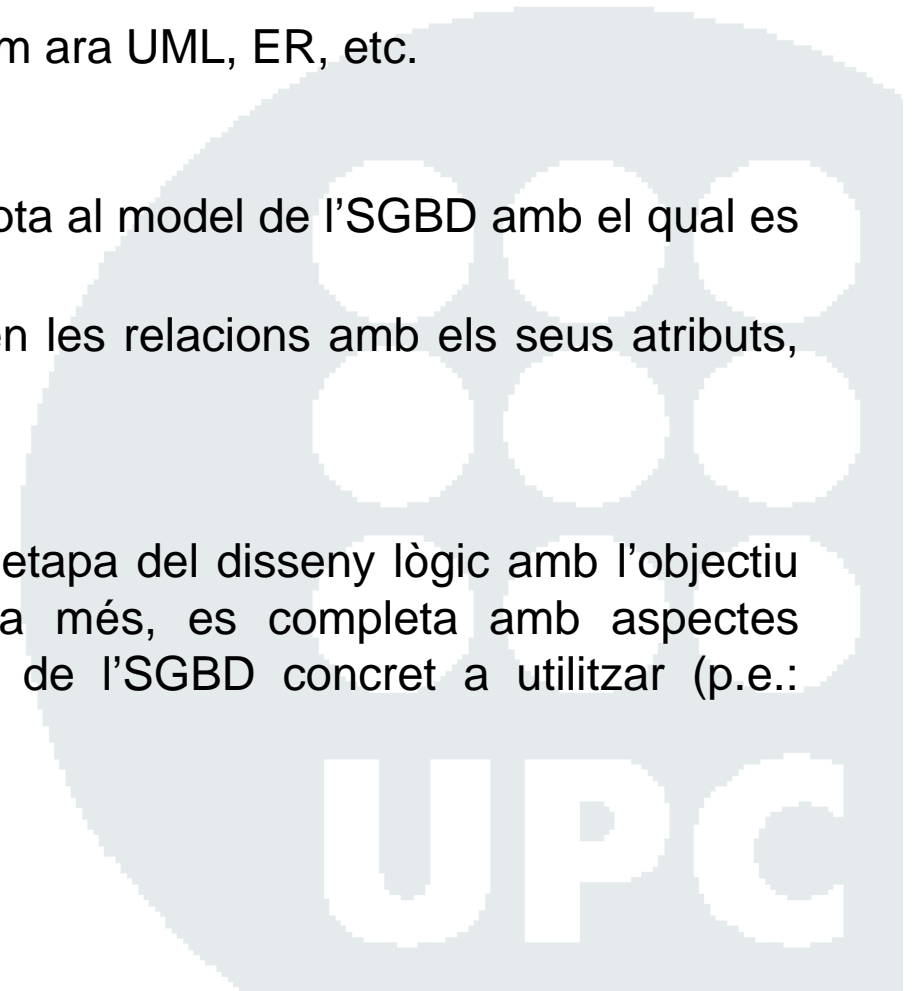 m ara UML, ER, etc.
ota al model de l’SGBD amb el qual es
en les relacions amb els seus atributs,
etapa del disseny lògic amb l’objectiu
a més, es completa amb aspectes
de l’SGBD concret a utilitzar (p.e.:
UPC